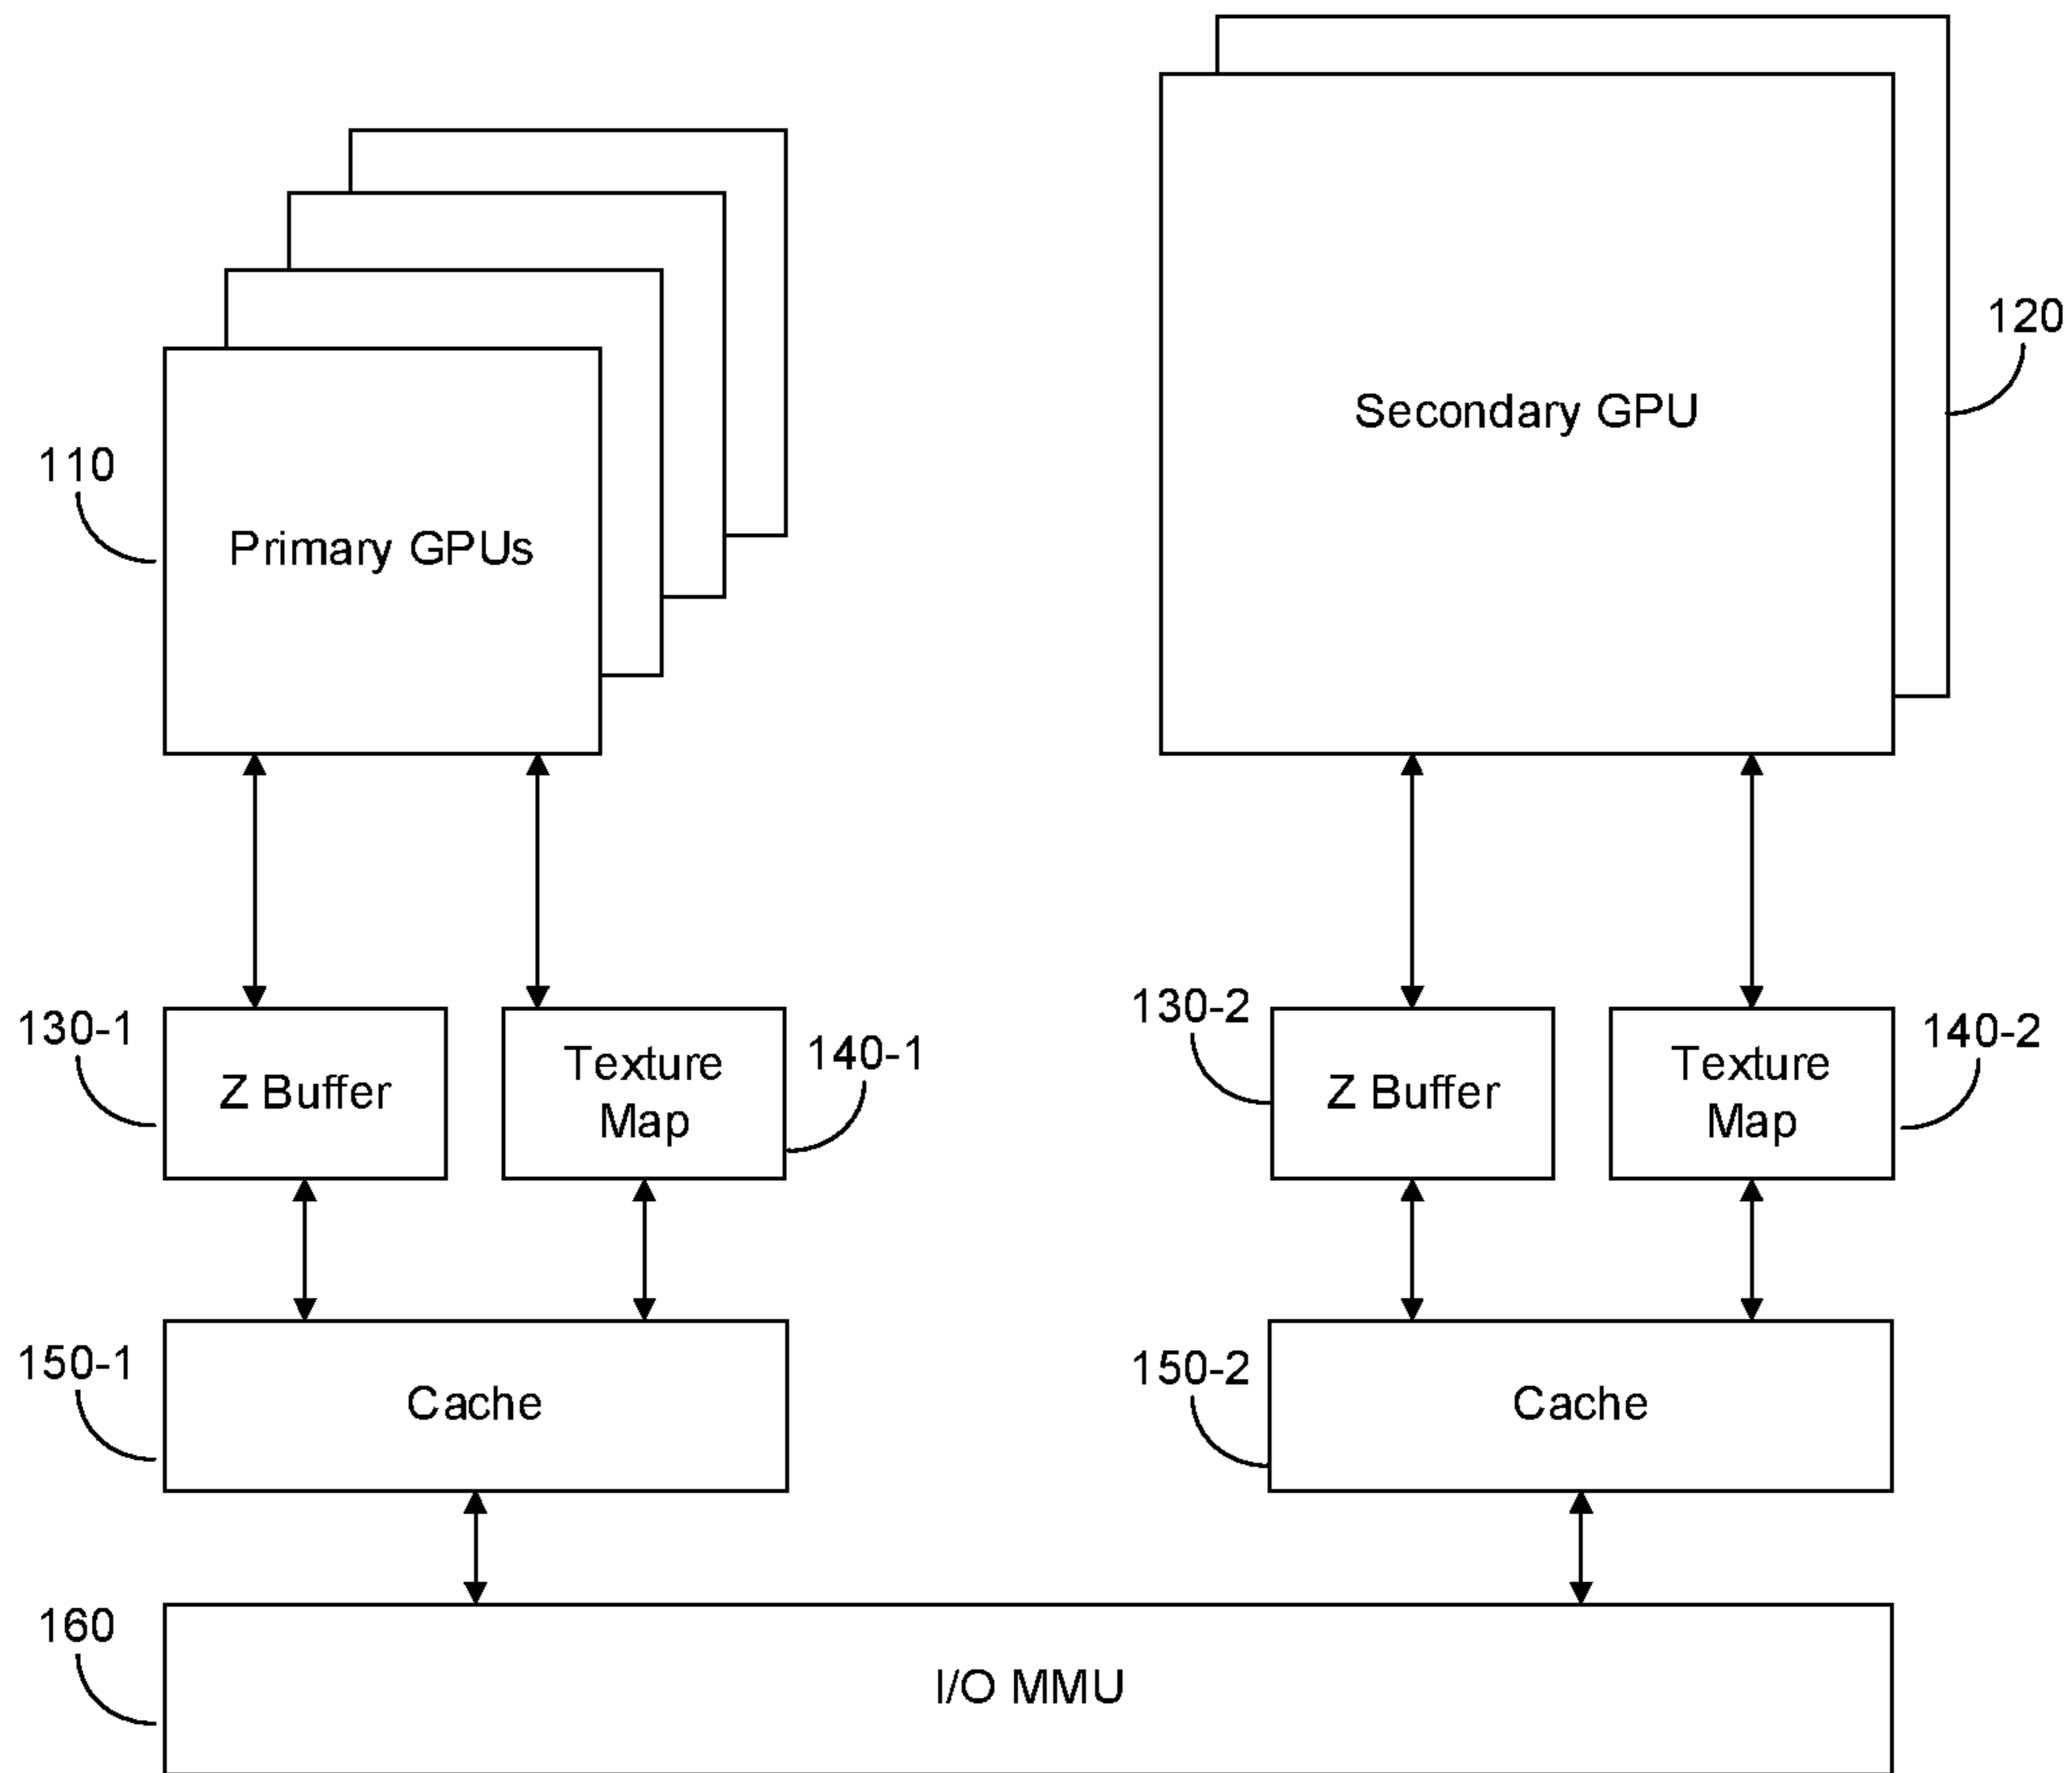 120
Secondary GPU
110
Primary GPUs
130-1
Z Buffer
Texture
Map
140-1
130-2
Z Buffer
Texture
Map
140-2
150-1
Cache
150-2
Cache
160
I/O MMU